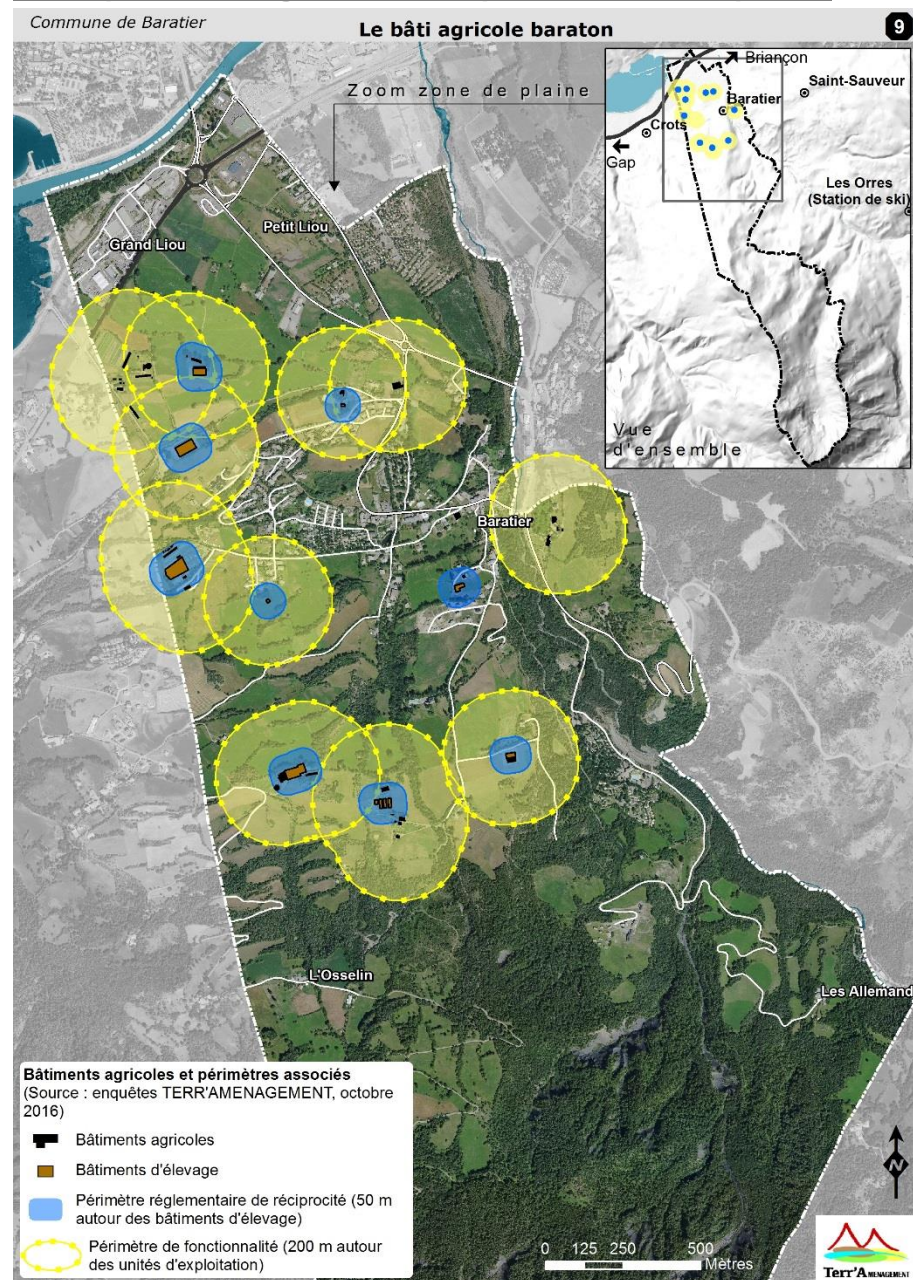 Commune de Baratier
Le bâti agricole baraton
9
Zoom zone de plaine
Briançon
Saint-Sauveur
Baratier
Crots
Gap
Les Orres
(Station de ski)
Vue
d'ensemble
Petit Liou
Grand Liou
Baratier
L'Osselin
Les Allemand
Bâtiments agricoles et périmètres associés
(Source : enquêtes TERR'AMENAGEMENT, octobre
2016)
Bâtiments agricoles
Bâtiments d'élevage
Périmètre réglementaire de réciprocité (50 m
autour des bâtiments d'élevage)
Périmètre de fonctionnalité (200 m autour
des unités d'exploitation)
0 125 250 500
Mètres
N
Terr'AMENAGEMENT